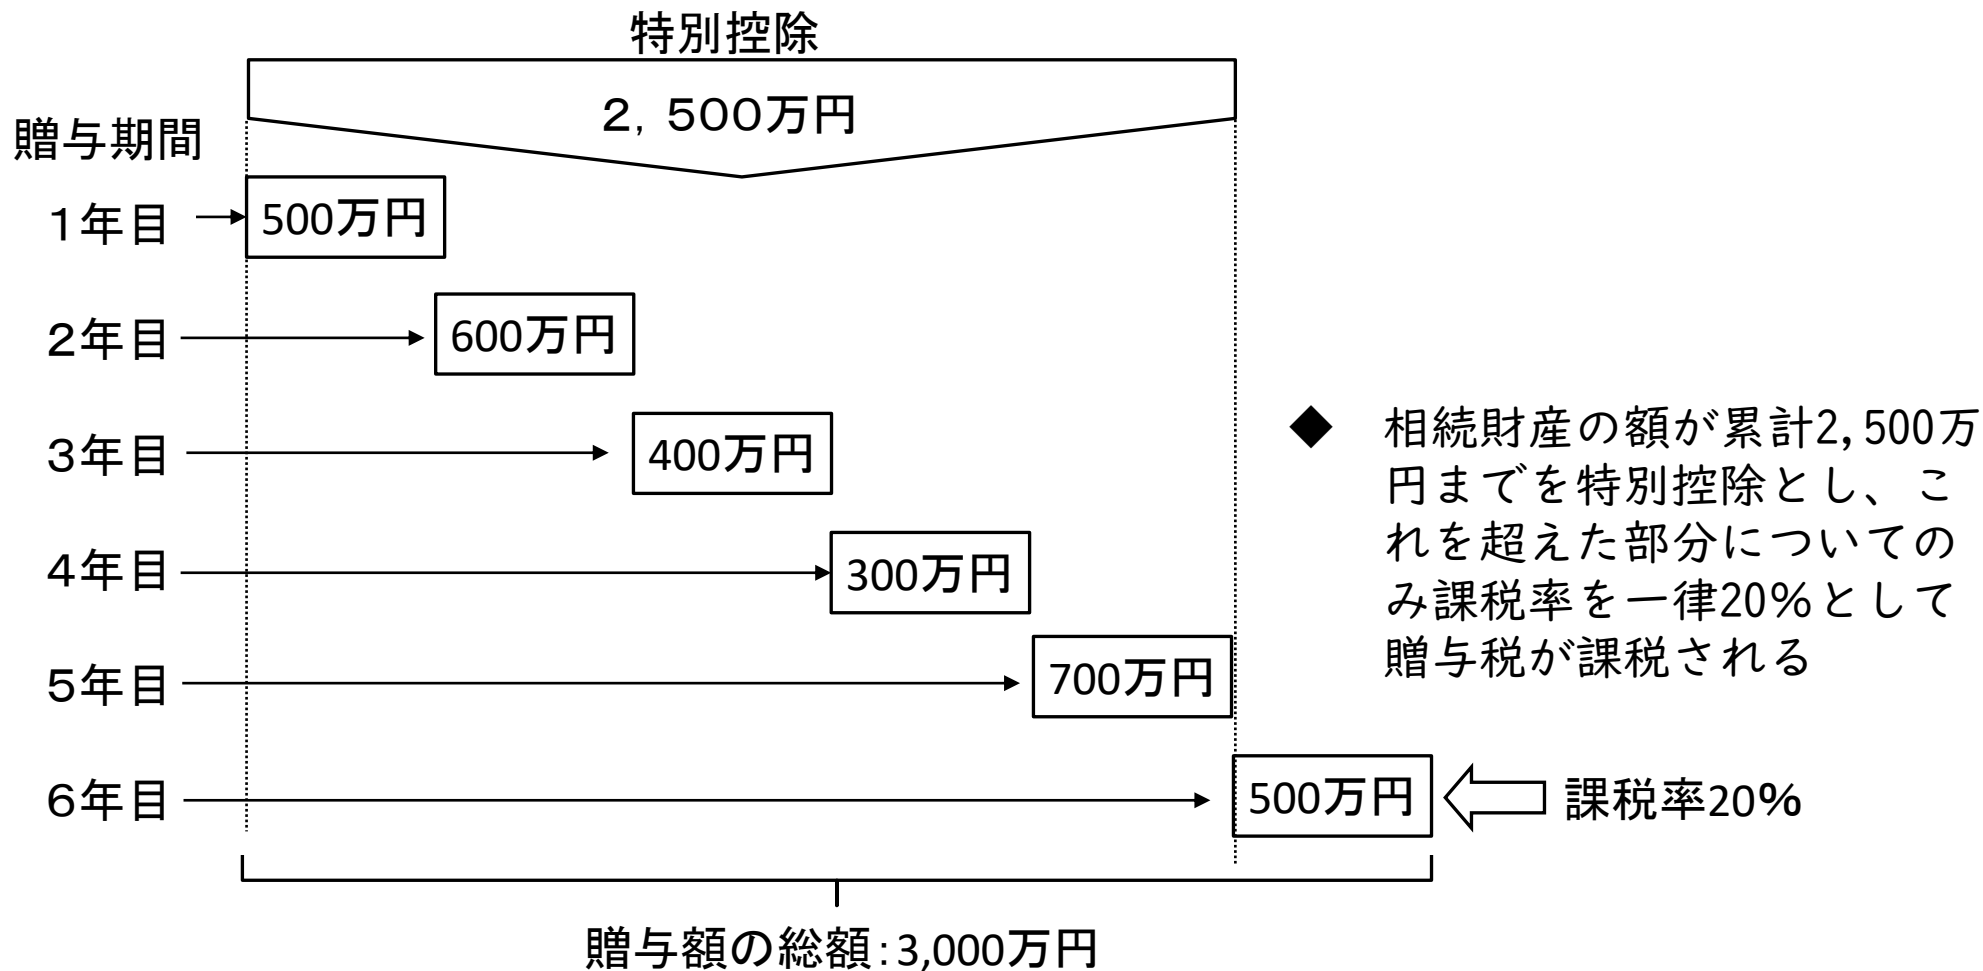 特別控除
２，５００万円
贈与期間
１年目
500万円
２年目
600万円
３年目
400万円
４年目
300万円
５年目
700万円
６年目
500万円
課税率20％
贈与額の総額：3,000万円
◆ 相続財産の額が累計2,500万
円までを特別控除とし、こ
れを超えた部分についての
み課税率を一律20％として
贈与税が課税される